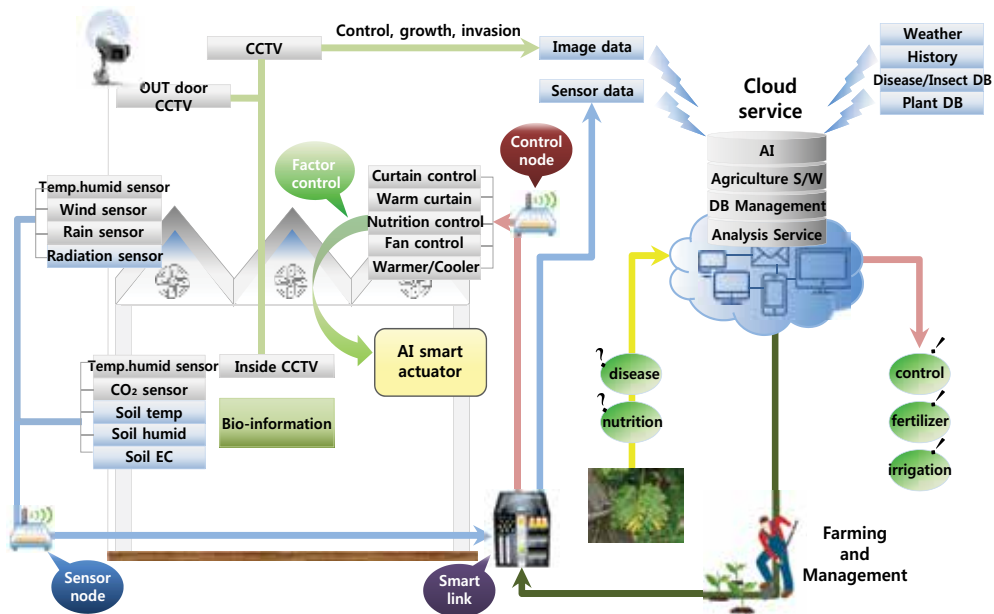 CCTV
Control, growth, invasion
Image data
OUT door
CCTV
Sensor data
Weather
History
Disease/Insect DB
Plant DB
Cloud
service
AI
Agriculture S/W
DB Management
Analysis Service
Factor
control
Control
node
Curtain control
Warm curtain
Nutrition control
Fan control
Warmer/Cooler
Temp.humid sensor
Wind sensor
Rain sensor
Radiation sensor
AI smart
actuator
Temp.humid sensor
CO₂ sensor
Soil temp
Soil humid
Soil EC
Inside CCTV
Bio-information
?
disease
?
nutrition
!
control
!
fertilizer
!
irrigation
Sensor
node
Smart
link
Farming
and
Management